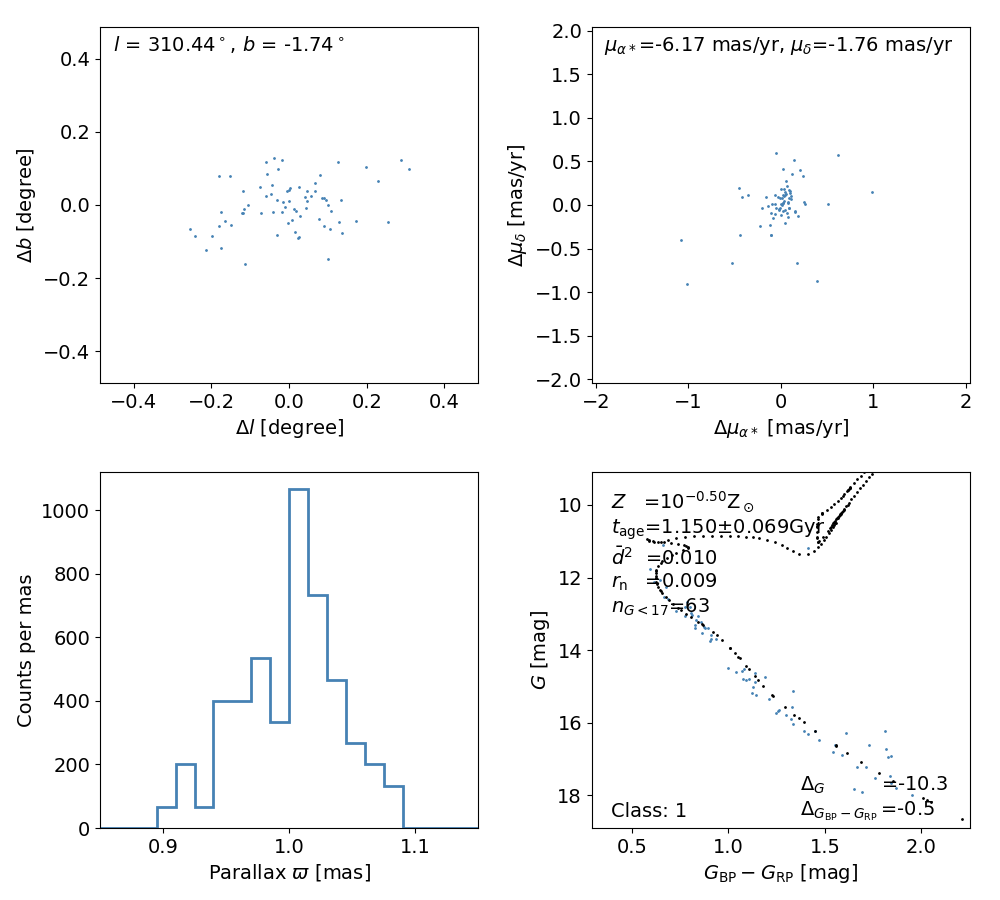 l = 310.44°, b = -1.74°
0.4
0.2
0.0
−0.2
−0.4
Δb [degree]
−0.4 −0.2 0.0 0.2 0.4
Δl [degree]
μα*=-6.17 mas/yr, μδ=-1.76 mas/yr
2.0
1.5
1.0
0.5
0.0
−0.5
−1.0
−1.5
−2.0
Δμδ [mas/yr]
−2 −1 0 1 2
Δμα* [mas/yr]
1000
800
600
400
200
0
Counts per mas
0.9 1.0 1.1
Parallax ϖ [mas]
Z =10^−0.50 Z⊙
t_age=1.150±0.069Gyr
d̄² =0.010
r_n =0.009
n_G<17=63
10
12
14
16
18
G [mag]
Δ_G =-10.3
Class: 1
Δ_GBP−GRP =-0.5
0.5 1.0 1.5 2.0
G_BP − G_RP [mag]